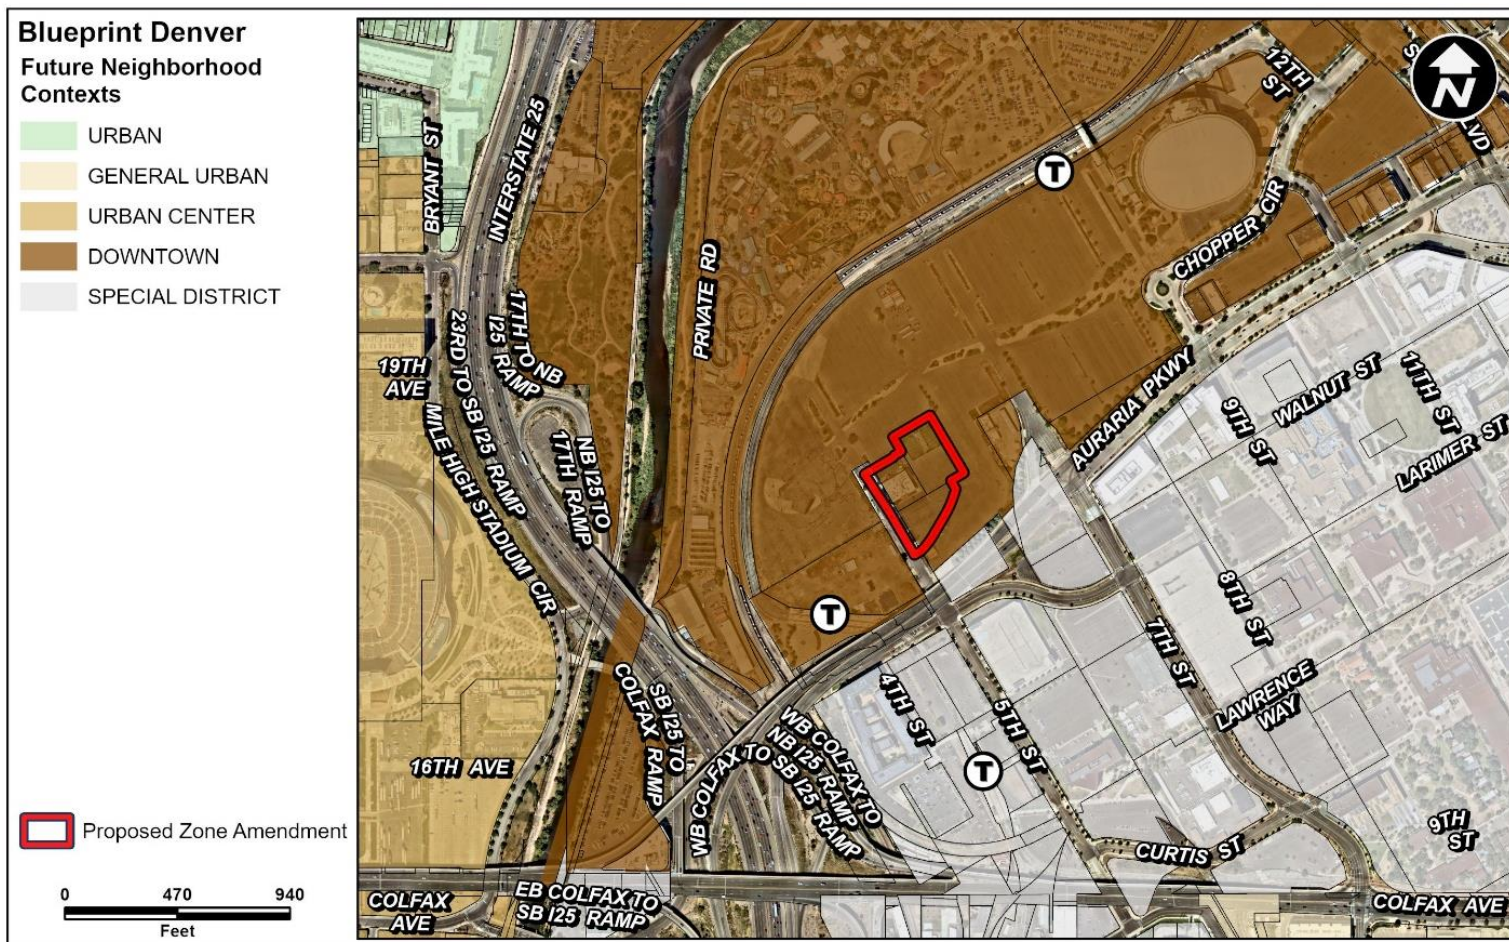 Blueprint Denver
Future Neighborhood
Contexts
URBAN
GENERAL URBAN
URBAN CENTER
DOWNTOWN
SPECIAL DISTRICT
Proposed Zone Amendment
0 470 940
Feet
N
12TH
ST
LVD
BRYANT ST
INTERSTATE 25
T
CHOPPER CIR
PRIVATE RD
17TH TO NB
I25 RAMP
23RD TO SB I25 RAMP
19TH
AVE
MILE HIGH STADIUM CIR
NB I25 TO
17TH RAMP
AURARIA PKWY
WALNUT ST
11TH ST
9TH ST
LARIMER ST
8TH ST
T
7TH ST
LAWRENCE
WAY
4TH ST
5TH ST
SB I25 TO
COLFAX RAMP
WB COLFAX TO
NB I25 RAMP
WB COLFAX TO SB I25 RAMP
T
16TH AVE
9TH
ST
CURTIS ST
COLFAX
AVE
EB COLFAX TO
SB I25 RAMP
COLFAX AVE